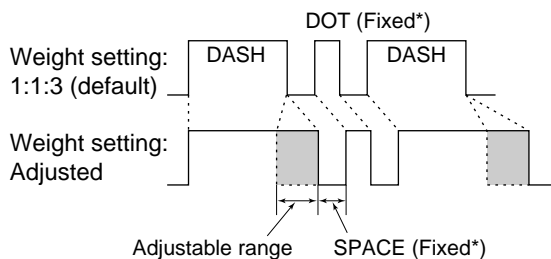 DOT (Fixed*)
Weight setting:
1:1:3 (default)
DASH
DASH
Weight setting:
Adjusted
Adjustable range
SPACE (Fixed*)